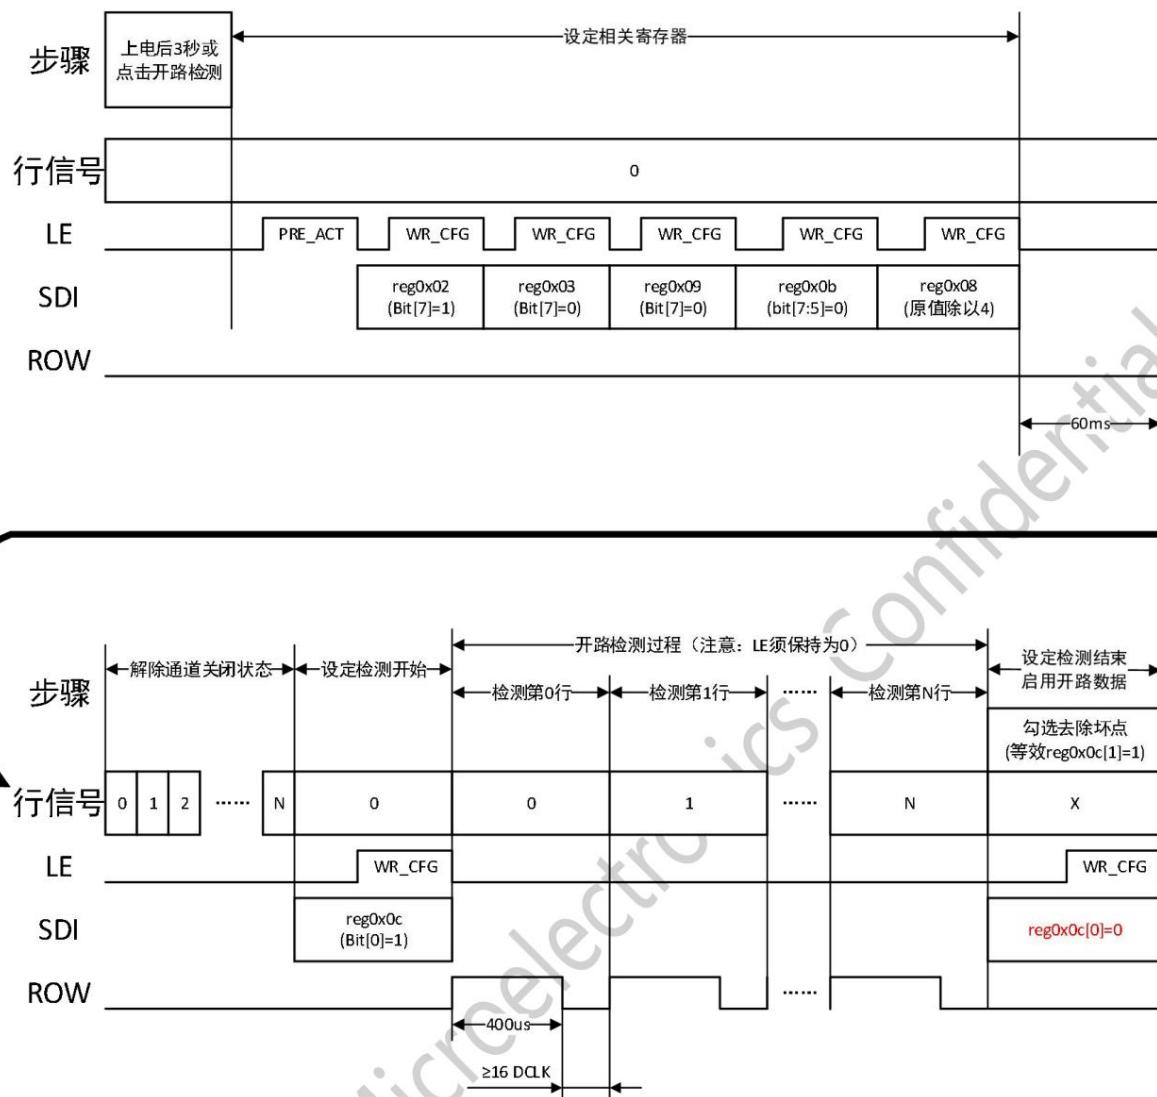 步骤
上电后3秒或
点击开路检测
设定相关寄存器
行信号
0
LE
PRE_ACT
WR_CFG
WR_CFG
WR_CFG
WR_CFG
WR_CFG
SDI
reg0x02
(Bit[7]=1)
reg0x03
(Bit[7]=0)
reg0x09
(Bit[7]=0)
reg0x0b
(bit[7:5]=0)
reg0x08
(原值除以4)
ROW
60ms
步骤
解除通道关闭状态
设定检测开始
开路检测过程（注意：LE须保持为0）
检测第0行
检测第1行
……
检测第N行
设定检测结束
启用开路数据
勾选去除坏点
(等效reg0x0c[1]=1)
行信号
0
1
2
……
N
0
0
1
……
N
X
LE
WR_CFG
WR_CFG
SDI
reg0x0c
(Bit[0]=1)
reg0x0c[0]=0
ROW
……
400us
≥16 DCLK
Microelectronics Confidential